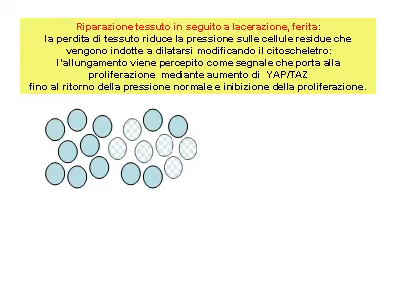 Riparazione tessuto in seguito a lacerazione, ferita:
la perdita di tessuto riduce la pressione sulle cellule residue che
vengono indotte a dilatarsi modificando il citoscheletro:
l'allungamento viene percepito come segnale che porta alla
proliferazione mediante aumento di YAP/TAZ
fino al ritorno della pressione normale e inibizione della proliferazione.